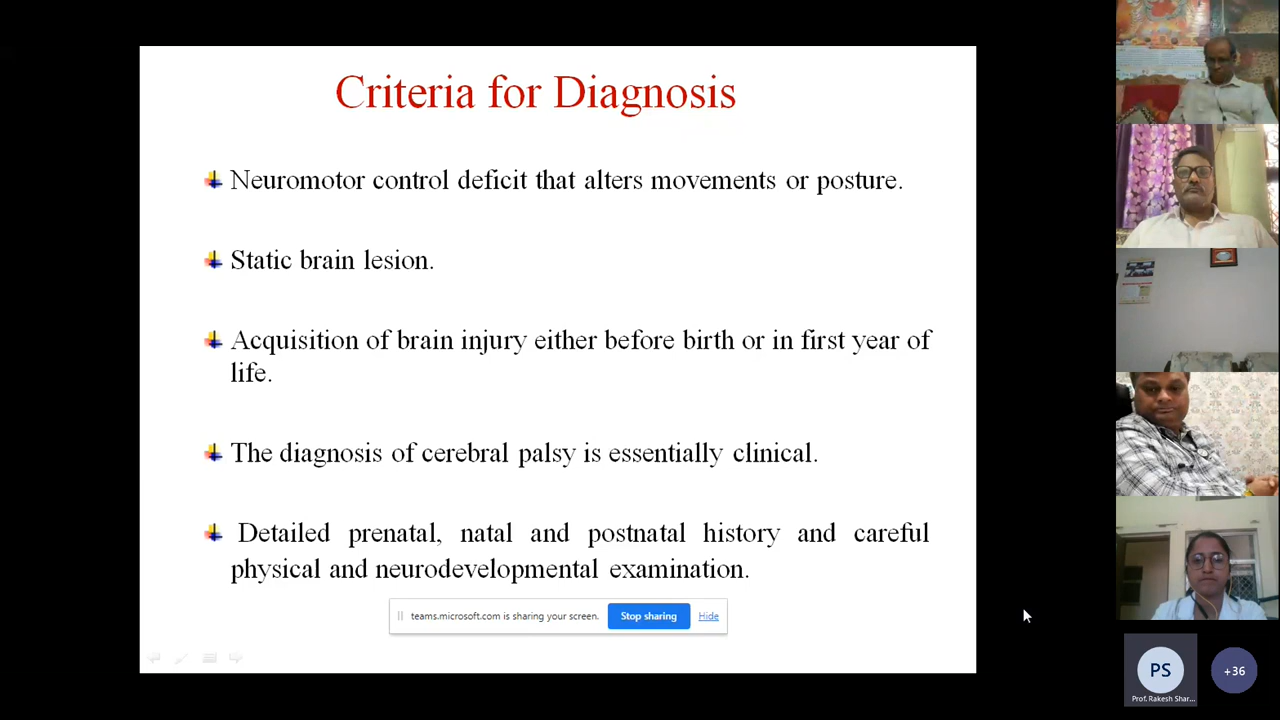 Criteria for Diagnosis
Neuromotor control deficit that alters movements or posture.
Static brain lesion.
Acquisition of brain injury either before birth or in first year of
life.
The diagnosis of cerebral palsy is essentially clinical.
Detailed prenatal, natal and postnatal history and careful
physical and neurodevelopmental examination.
teams.microsoft.com is sharing your screen. Stop sharing Hide
PS
Prof. Rakesh Shar...
+36